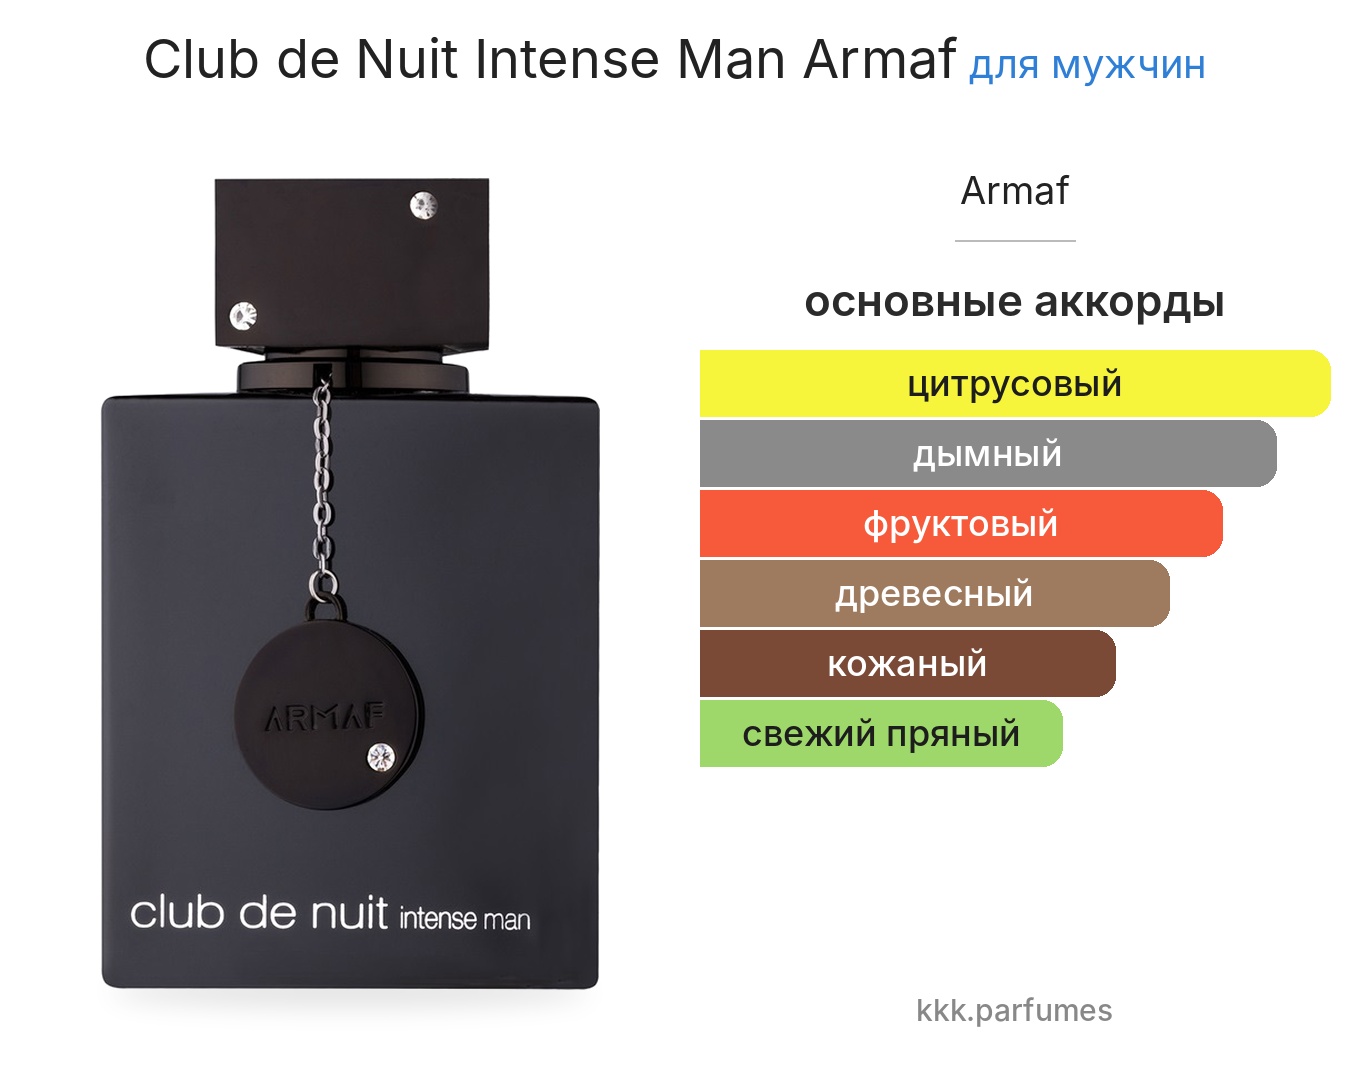 Club de Nuit Intense Man Armaf для мужчин
Armaf
основные аккорды
цитрусовый
дымный
фруктовый
древесный
кожаный
свежий пряный
ARMAF
club de nuit intense man
kkk.parfumes